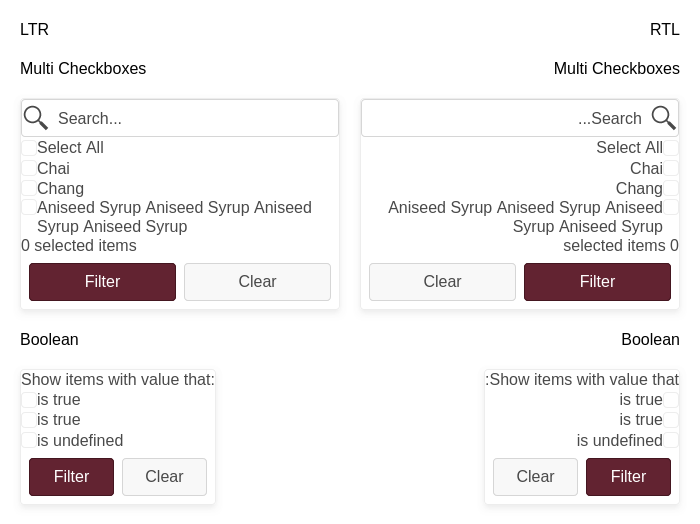 LTR
RTL
Multi Checkboxes
Multi Checkboxes
Search...
...Search
Select All
Chai
Chang
Aniseed Syrup Aniseed Syrup Aniseed
Syrup Aniseed Syrup
0 selected items
Filter
Clear
Select All
Chai
Chang
Aniseed Syrup Aniseed Syrup Aniseed
Syrup Aniseed Syrup
selected items 0
Clear
Filter
Boolean
Boolean
Show items with value that:
is true
is true
is undefined
Filter
Clear
:Show items with value that
is true
is true
is undefined
Clear
Filter